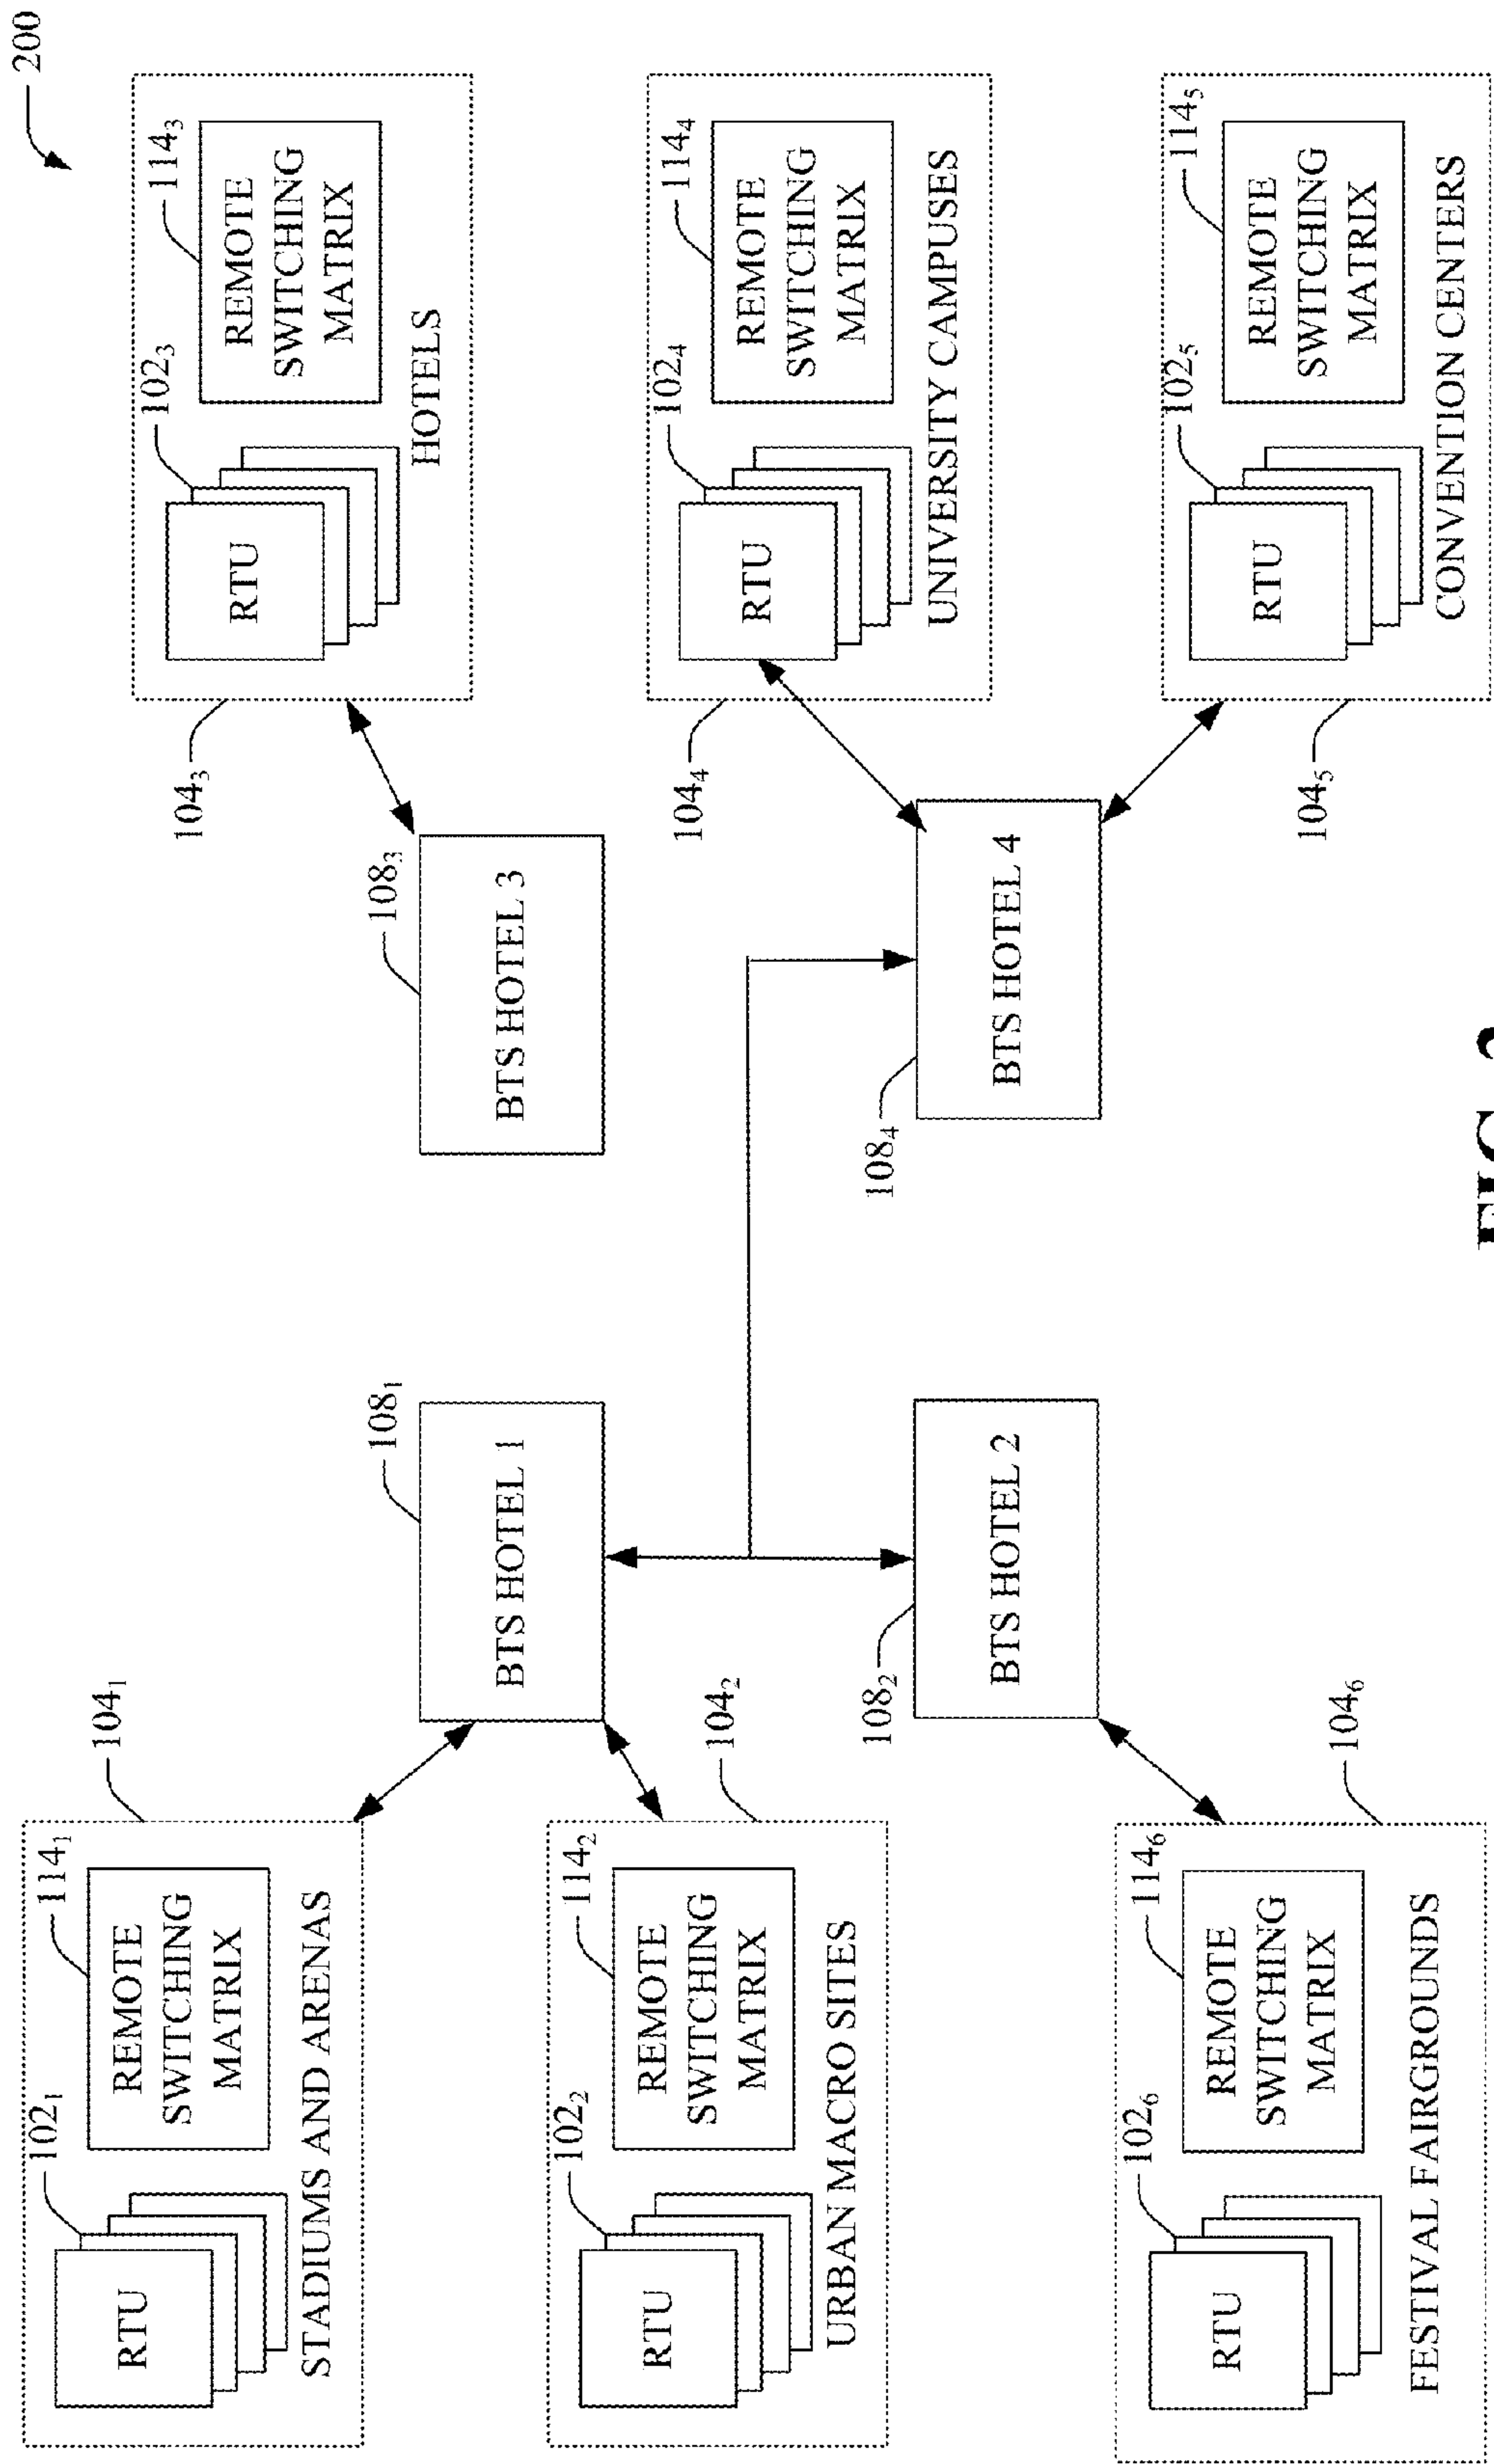 200
104₁
102₁
114₁
RTU
REMOTE
SWITCHING
MATRIX
STADIUMS AND ARENAS
102₃
114₃
RTU
REMOTE
SWITCHING
MATRIX
HOTELS
104₃
108₁
BTS HOTEL 1
108₃
BTS HOTEL 3
102₂
114₂
RTU
REMOTE
SWITCHING
MATRIX
URBAN MACRO SITES
104₂
102₄
114₄
RTU
REMOTE
SWITCHING
MATRIX
UNIVERSITY CAMPUSES
104₄
108₂
BTS HOTEL 2
108₄
BTS HOTEL 4
102₆
114₆
104₆
RTU
REMOTE
SWITCHING
MATRIX
FESTIVAL FAIRGROUNDS
102₅
114₅
RTU
REMOTE
SWITCHING
MATRIX
CONVENTION CENTERS
104₅
FIG. 2